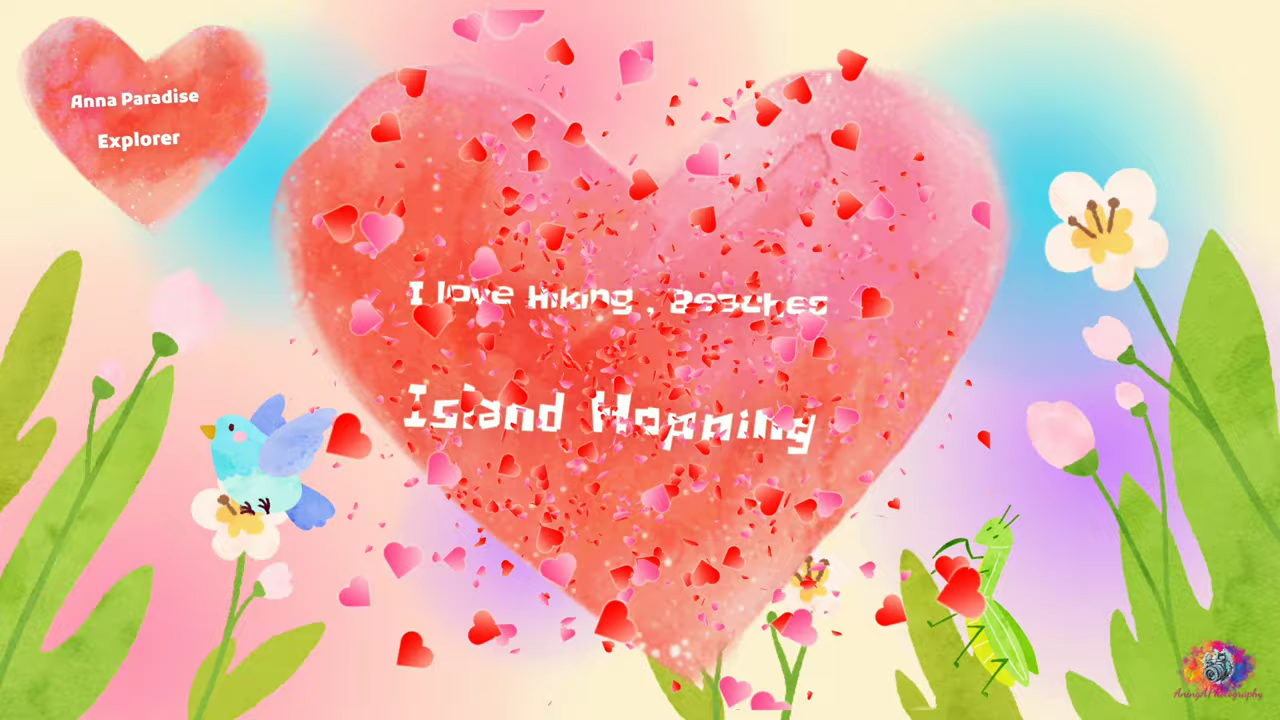 Anna Paradise
Explorer
I love Hiking , Beaches
Island Hopping